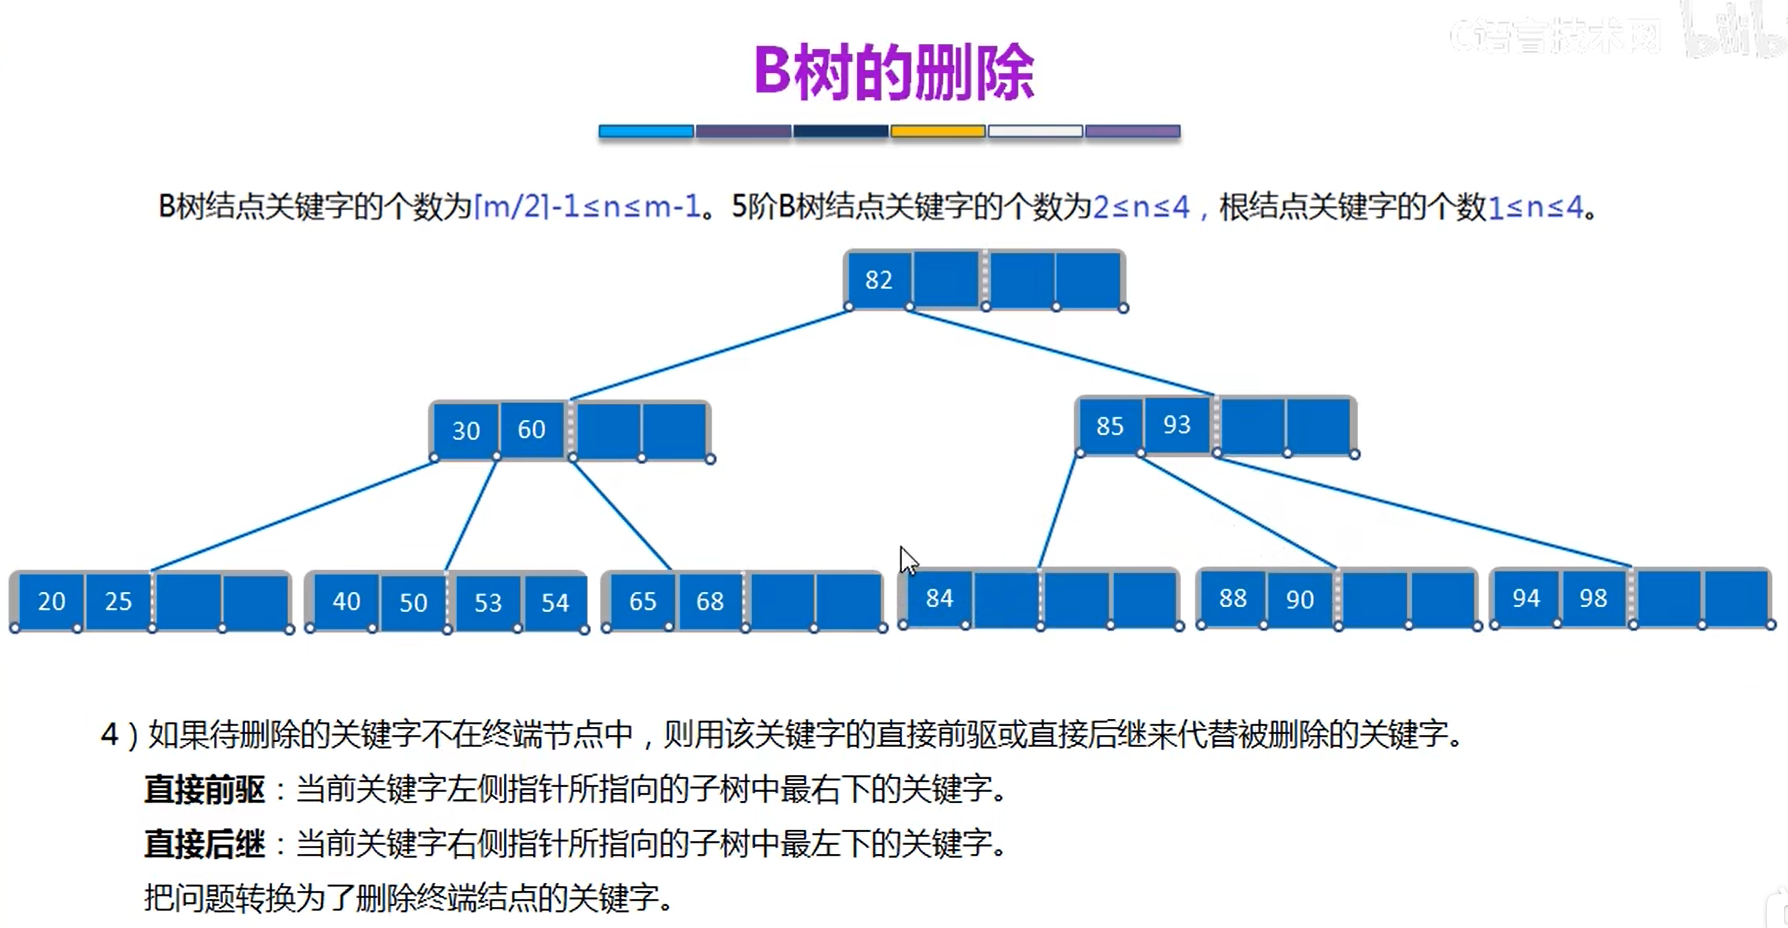 C语言技术网 bilibili
B树的删除
B树结点关键字的个数为⌈m/2⌉-1≤n≤m-1。5阶B树结点关键字的个数为2≤n≤4，根结点关键字的个数1≤n≤4。
82
30 60
85 93
20 25
40 50 53 54
65 68
84
88 90
94 98
4）如果待删除的关键字不在终端节点中，则用该关键字的直接前驱或直接后继来代替被删除的关键字。
直接前驱：当前关键字左侧指针所指向的子树中最右下的关键字。
直接后继：当前关键字右侧指针所指向的子树中最左下的关键字。
把问题转换为了删除终端结点的关键字。